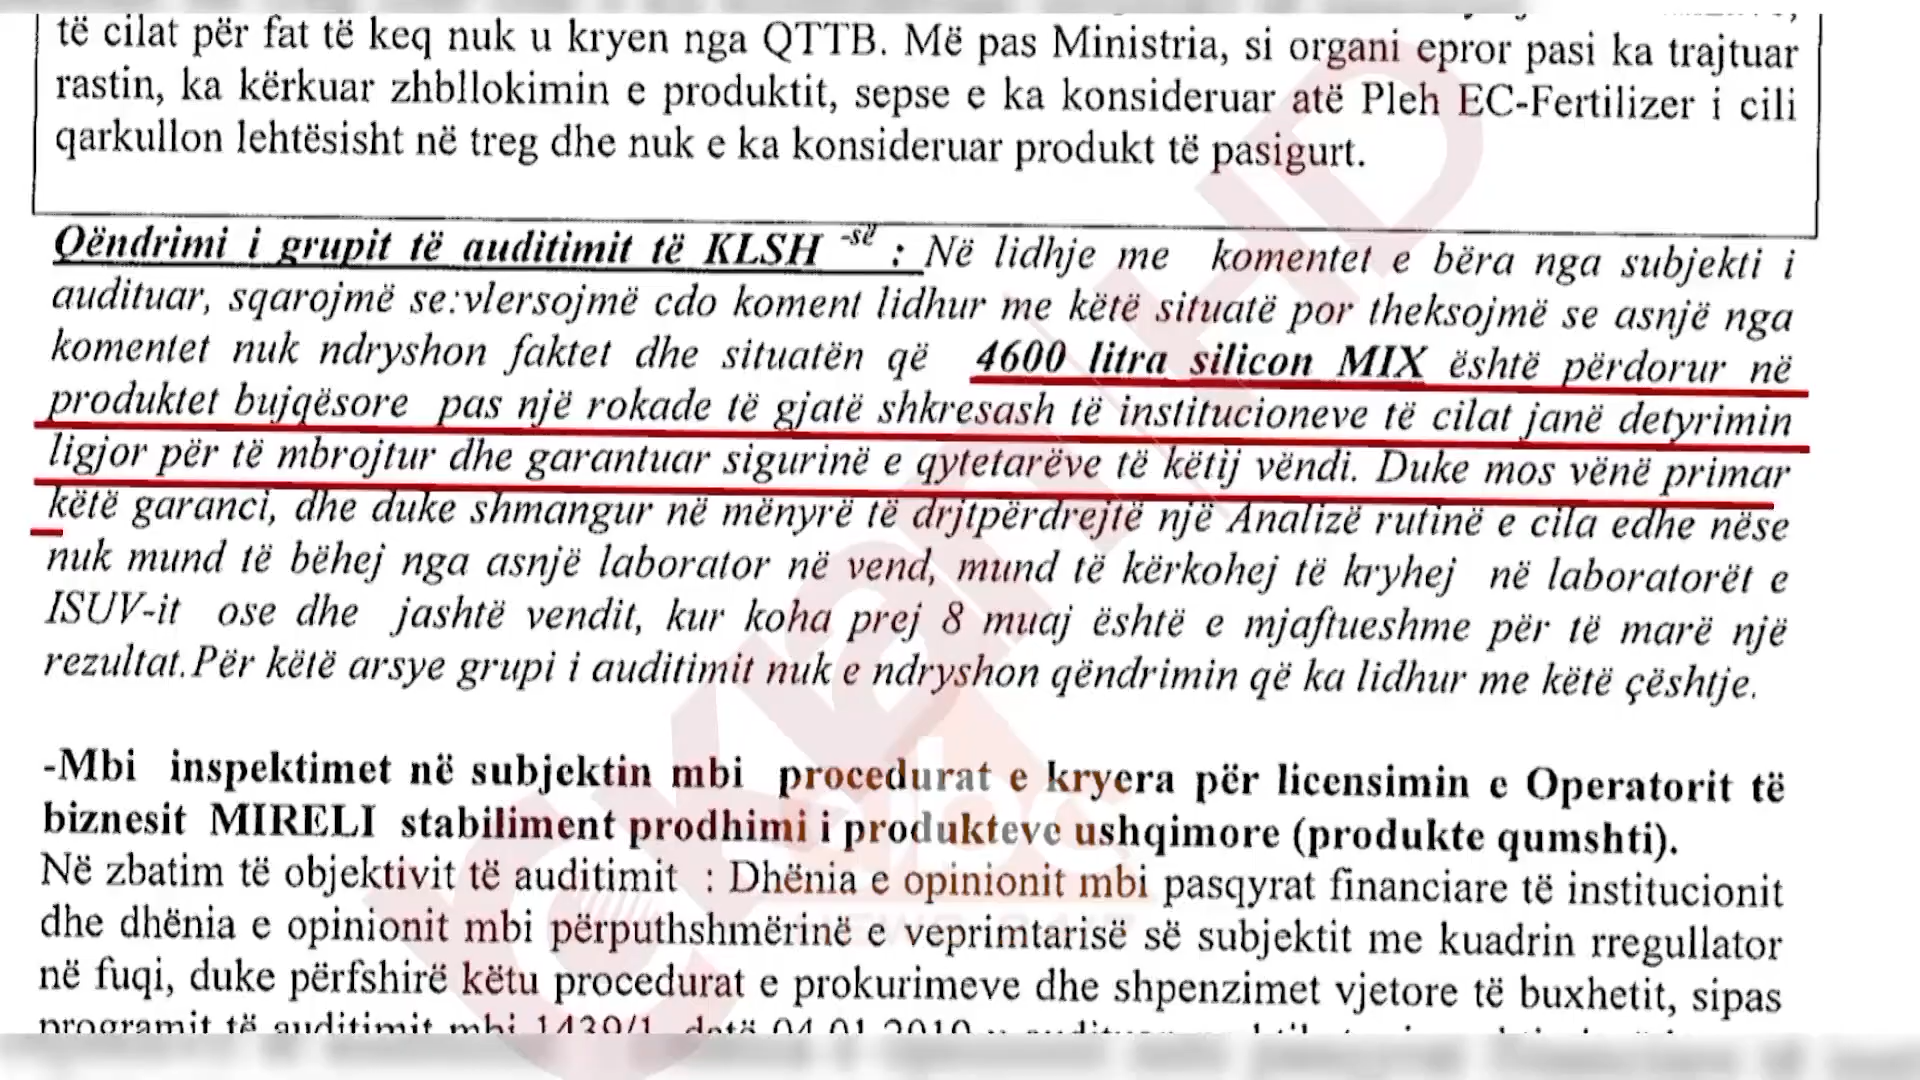 të cilat për fat të keq nuk u kryen nga QTTB. Më pas Ministria, si organi epror pasi ka trajtuar
rastin, ka kërkuar zhbllokimin e produktit, sepse e ka konsideruar atë Pleh EC-Fertilizer i cili
qarkullon lehtësisht në treg dhe nuk e ka konsideruar produkt të pasigurt.
Qëndrimi i grupit të auditimit të KLSH -së : Në lidhje me komentet e bëra nga subjekti i
audituar, sqarojmë se:vlersojmë cdo koment lidhur me këtë situatë por theksojmë se asnjë nga
komentet nuk ndryshon faktet dhe situatën që 4600 litra silicon MIX është përdorur në
produktet bujqësore pas një rokade të gjatë shkresash të institucioneve të cilat janë detyrimin
ligjor për të mbrojtur dhe garantuar sigurinë e qytetarëve të këtij vëndi. Duke mos vënë primar
këtë garanci, dhe duke shmangur në mënyrë të drjtpërdrejtë një Analizë rutinë e cila edhe nëse
nuk mund të bëhej nga asnjë laborator në vend, mund të kërkohej të kryhej në laboratorët e
ISUV-it ose dhe jashtë vendit, kur koha prej 8 muaj është e mjaftueshme për të marë një
rezultat.Për këtë arsye grupi i auditimit nuk e ndryshon qëndrimin që ka lidhur me këtë çështje.
-Mbi inspektimet në subjektin mbi procedurat e kryera për licensimin e Operatorit të
biznesit MIRELI stabiliment prodhimi i produkteve ushqimore (produkte qumshti).
Në zbatim të objektivit të auditimit : Dhënia e opinionit mbi pasqyrat financiare të institucionit
dhe dhënia e opinionit mbi përputhshmërinë e veprimtarisë së subjektit me kuadrin rregullator
në fuqi, duke përfshirë këtu procedurat e prokurimeve dhe shpenzimet vjetore të buxhetit, sipas
programit të auditimit mbi